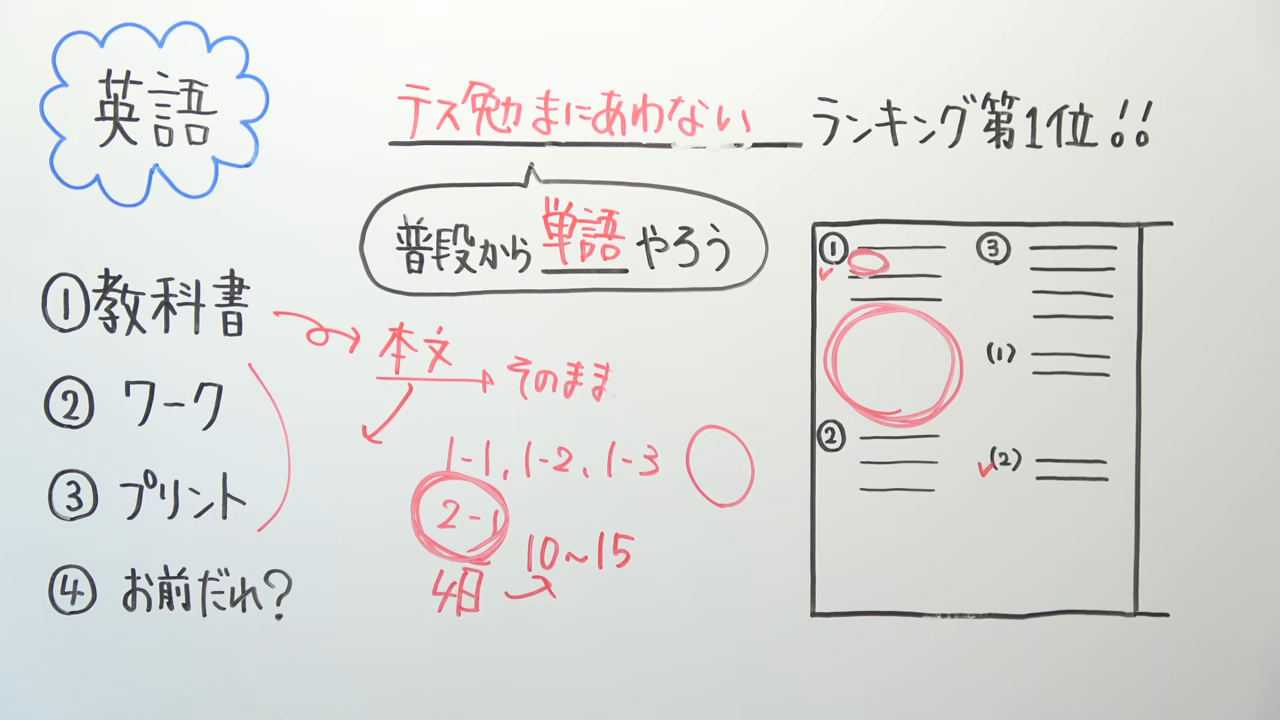 英語
テス勉まにあわない ランキング第1位!!
普段から単語やろう
①教科書
②ワーク
③プリント
④お前だれ?
本文 → そのまま
1-1, 1-2, 1-3
2-1
10~15
4日
①
②
③
(1)
(2)